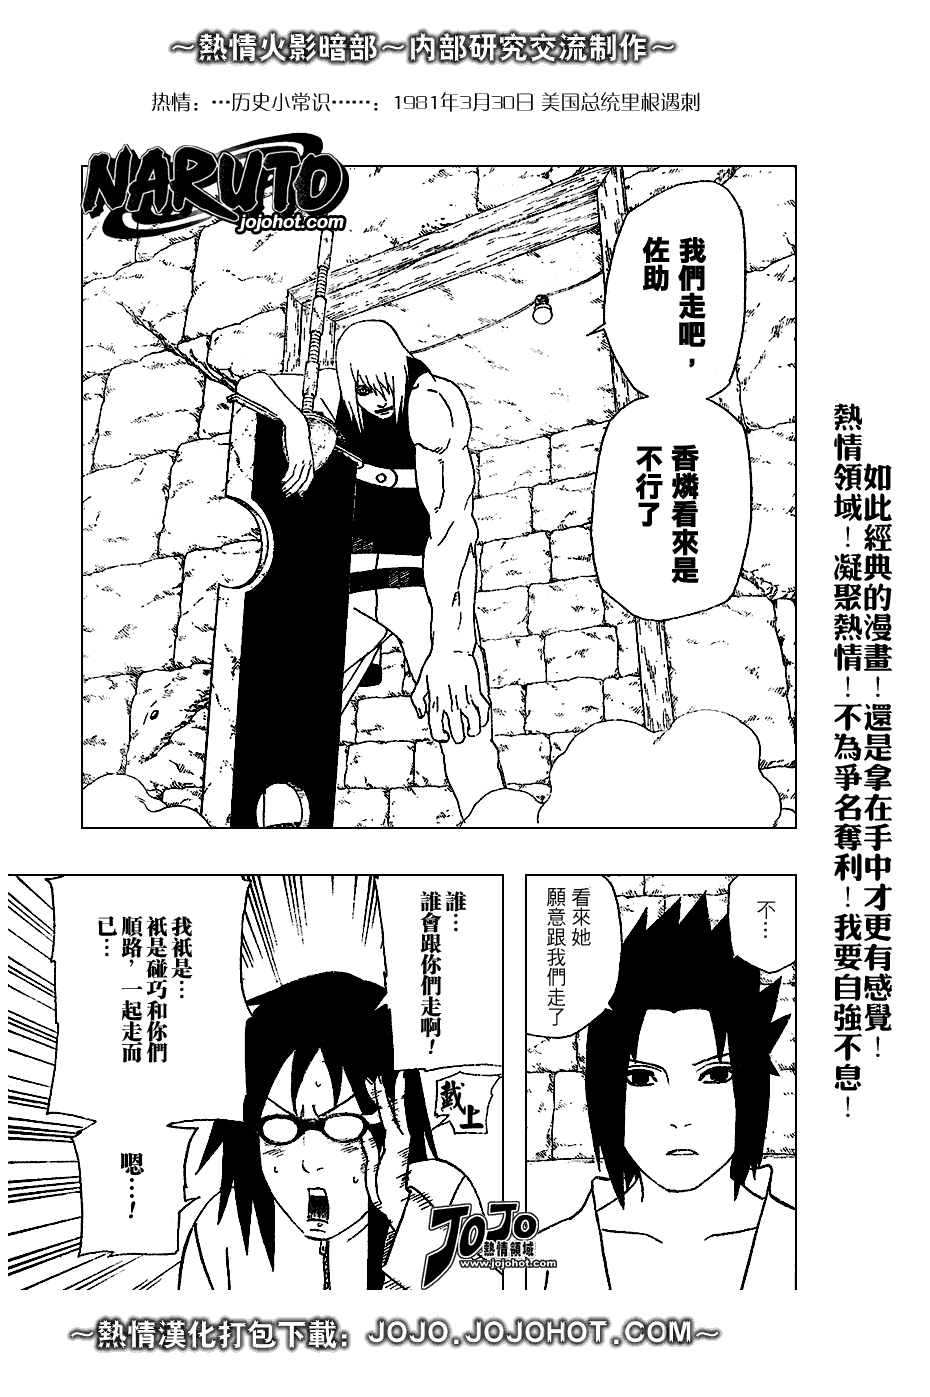 ～熱情火影暗部～内部研究交流制作～
热情：…历史小常识……：1981年3月30日 美国总统里根遇刺
NARUTO
jojohot.com
我們走吧，
佐助
香燐看來是
不行了
如此經典的漫畫！還是拿在手中才更有感覺！
熱情領域！凝聚熱情！不為爭名奪利！我要自強不息！
不…
看來她
願意跟我們走了
誰…
誰會跟你們走啊！
我祇是…
祇是碰巧和你們
順路，一起走而
已…
嗯…！
戴上
JOJO
熱情領域
www.jojohot.com
～熱情漢化打包下載：JOJO.JOJOHOT.COM～